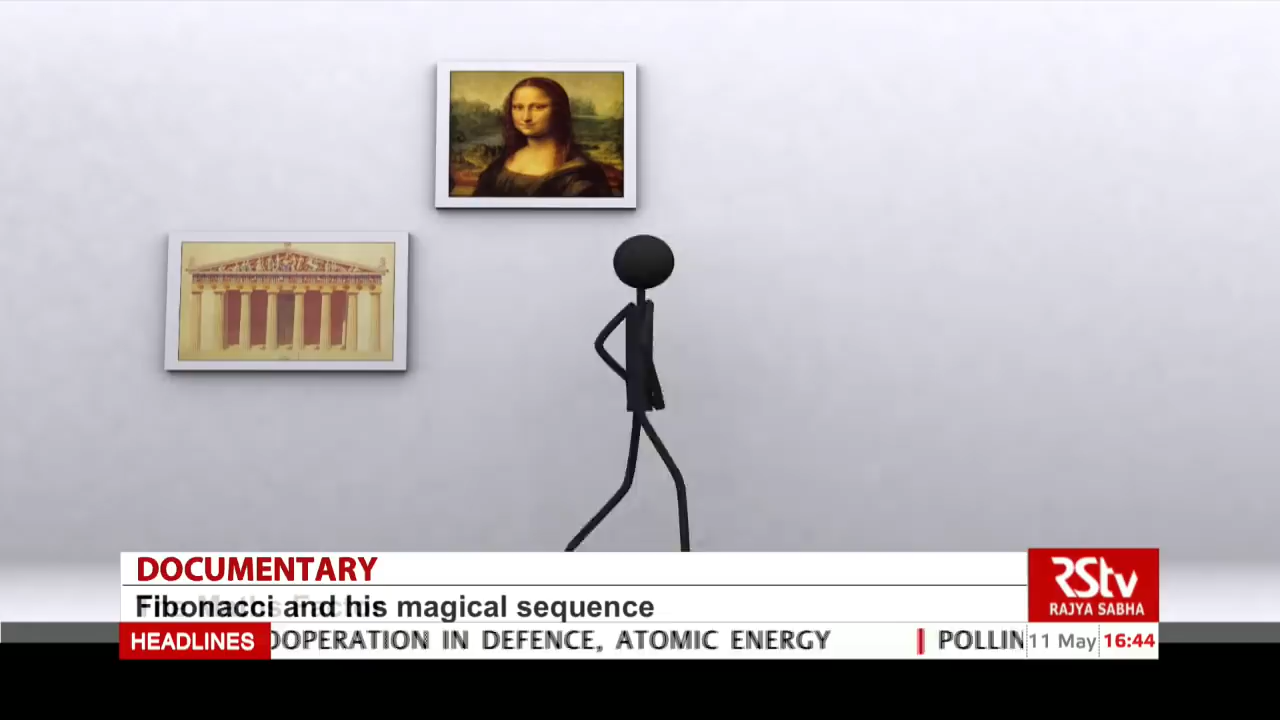 DOCUMENTARY
Fibonacci and his magical sequence
RSTV
RAJYA SABHA
HEADLINES
OOPERATION IN DEFENCE, ATOMIC ENERGY
POLLIN
11 May
16:44